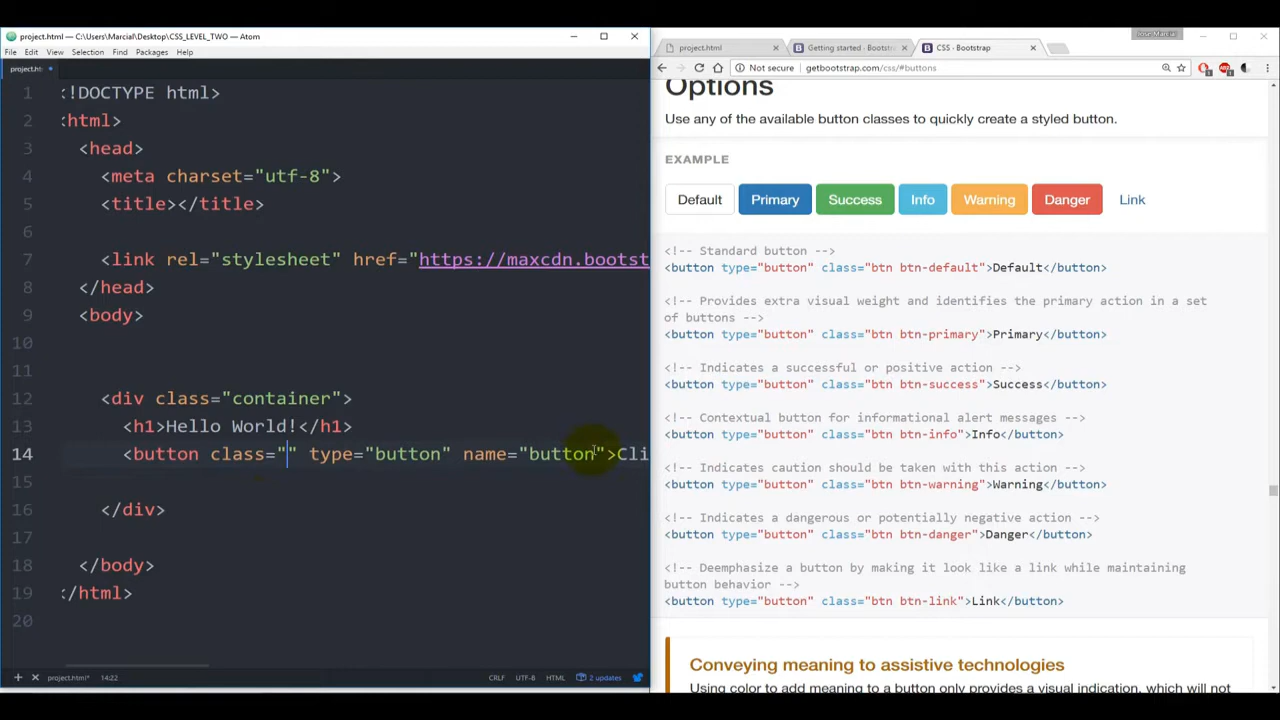 project.html — C:\Users\Marcial\Desktop\CSS_LEVEL_TWO — Atom
File Edit View Selection Find Packages Help
project.ht
1 <!DOCTYPE html>
2 <html>
3 <head>
4 <meta charset="utf-8">
5 <title></title>
6
7 <link rel="stylesheet" href="https://maxcdn.bootst
8 </head>
9 <body>
10
11
12 <div class="container">
13 <h1>Hello World!</h1>
14 <button class="" type="button" name="button">Cli
15
16 </div>
17
18 </body>
19 </html>
20
project.html* 14:22 CRLF UTF-8 HTML 2 updates
Jose Marcial
project.html Getting started · Bootstr CSS · Bootstrap
Not secure getbootstrap.com/css/#buttons
Options
Use any of the available button classes to quickly create a styled button.
EXAMPLE
Default Primary Success Info Warning Danger Link
<!-- Standard button -->
<button type="button" class="btn btn-default">Default</button>
<!-- Provides extra visual weight and identifies the primary action in a set
of buttons -->
<button type="button" class="btn btn-primary">Primary</button>
<!-- Indicates a successful or positive action -->
<button type="button" class="btn btn-success">Success</button>
<!-- Contextual button for informational alert messages -->
<button type="button" class="btn btn-info">Info</button>
<!-- Indicates caution should be taken with this action -->
<button type="button" class="btn btn-warning">Warning</button>
<!-- Indicates a dangerous or potentially negative action -->
<button type="button" class="btn btn-danger">Danger</button>
<!-- Deemphasize a button by making it look like a link while maintaining
button behavior -->
<button type="button" class="btn btn-link">Link</button>
Conveying meaning to assistive technologies
Using color to add meaning to a button only provides a visual indication, which will not